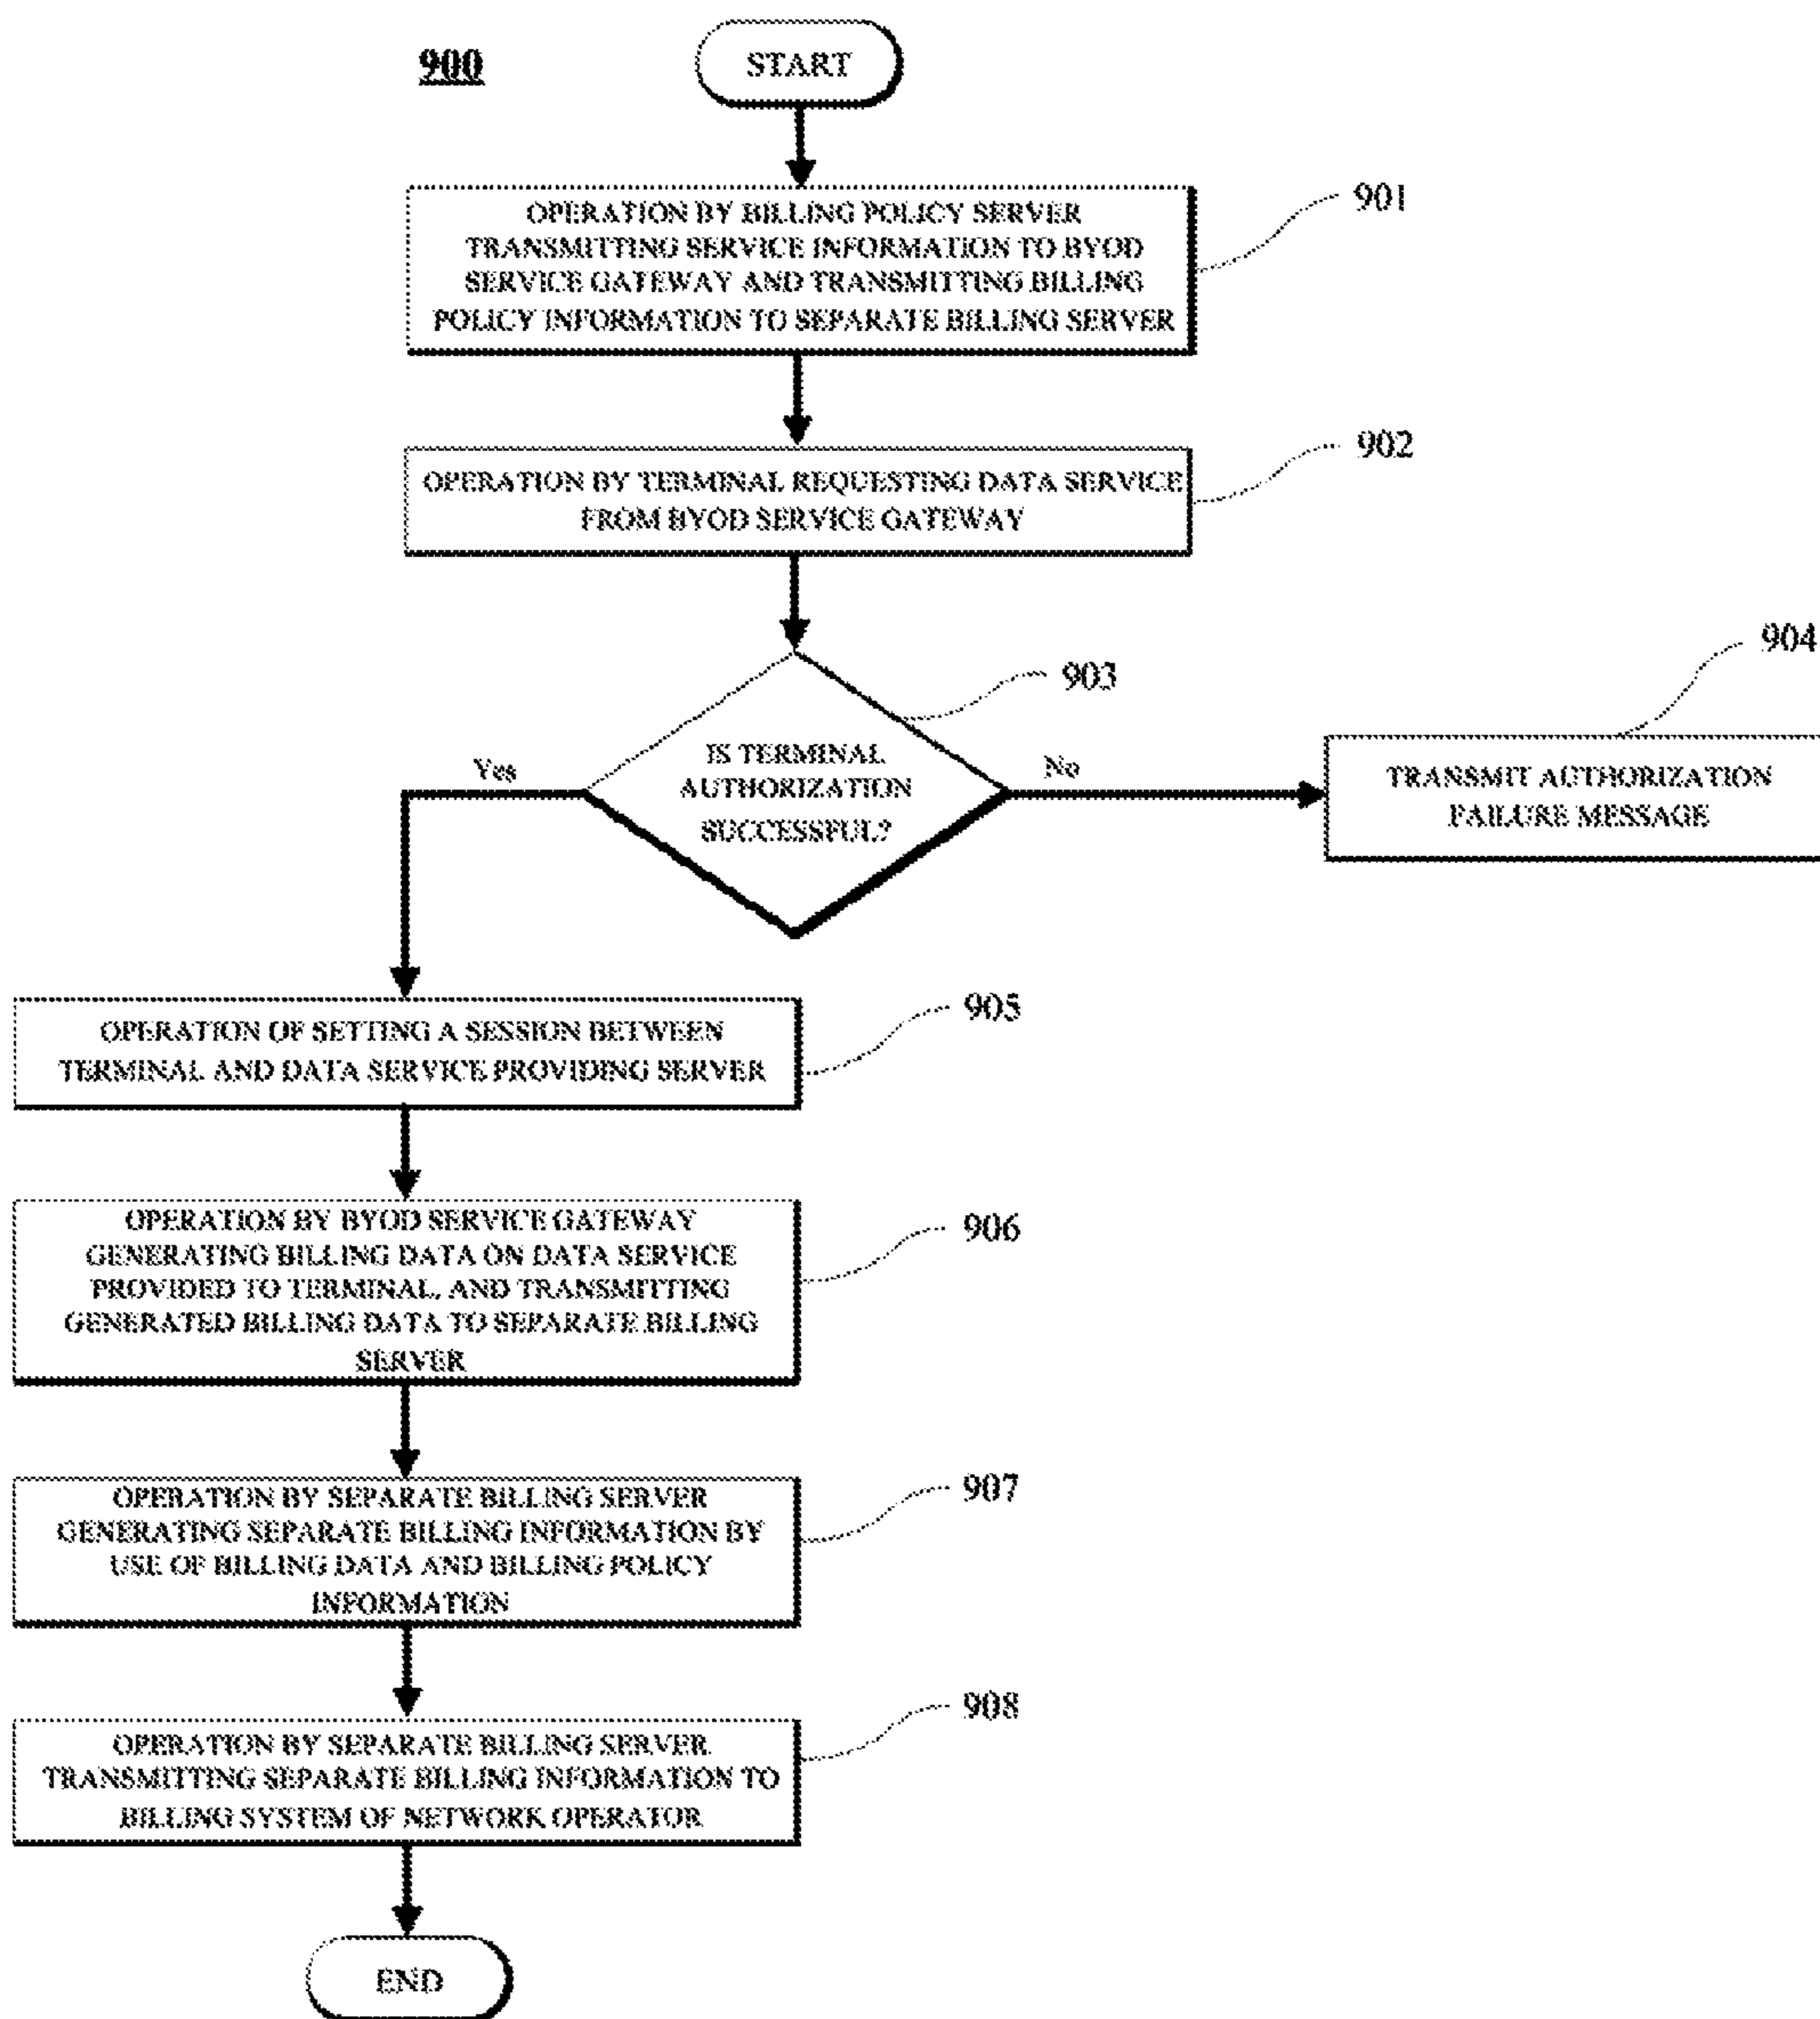 900
START
OPERATION BY BILLING POLICY SERVER
TRANSMITTING SERVICE INFORMATION TO BYOD
SERVICE GATEWAY AND TRANSMITTING BILLING
POLICY INFORMATION TO SEPARATE BILLING SERVER
901
OPERATION BY TERMINAL REQUESTING DATA SERVICE
FROM BYOD SERVICE GATEWAY
902
IS TERMINAL
AUTHORIZATION
SUCCESSFUL?
903
Yes
No
TRANSMIT AUTHORIZATION
FAILURE MESSAGE
904
OPERATION OF SETTING A SESSION BETWEEN
TERMINAL AND DATA SERVICE PROVIDING SERVER
905
OPERATION BY BYOD SERVICE GATEWAY
GENERATING BILLING DATA ON DATA SERVICE
PROVIDED TO TERMINAL, AND TRANSMITTING
GENERATED BILLING DATA TO SEPARATE BILLING
SERVER
906
OPERATION BY SEPARATE BILLING SERVER
GENERATING SEPARATE BILLING INFORMATION BY
USE OF BILLING DATA AND BILLING POLICY
INFORMATION
907
OPERATION BY SEPARATE BILLING SERVER
TRANSMITTING SEPARATE BILLING INFORMATION TO
BILLING SYSTEM OF NETWORK OPERATOR
908
END